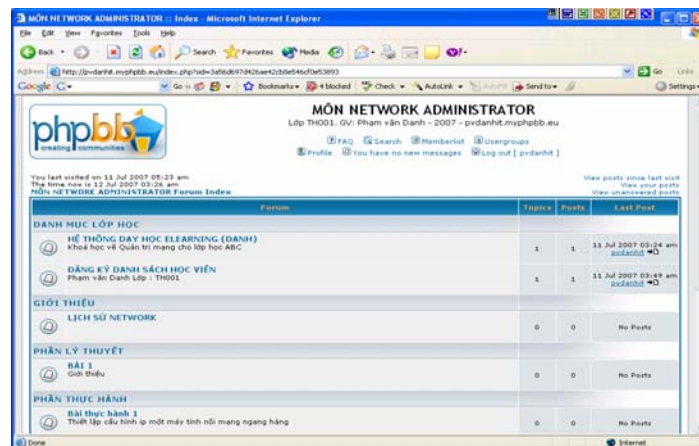 MÔN NETWORK ADMINISTRATOR :: Index - Microsoft Internet Explorer
File Edit View Favorites Tools Help
Back Search Favorites Media
Address http://pvdanhit.myphpbb.eu/index.php?sid= Go Links
Google Go Bookmarks 4 blocked Check AutoLink AutoFill Send to Settings
phpbb
creating communities
MÔN NETWORK ADMINISTRATOR
Lớp TH001. GV: Phạm văn Danh - 2007 - pvdanhit.myphpbb.eu
FAQ Search Memberlist Usergroups
Profile You have no new messages Log out [ pvdanhit ]
You last visited on 11 Jul 2007 05:23 am
The time now is 12 Jul 2007 03:26 am
MÔN NETWORK ADMINISTRATOR Forum Index
View posts since last visit
View your posts
View unanswered posts
Forum Topics Posts Last Post
DANH MỤC LỚP HỌC
HỆ THỐNG DẠY HỌC ELEARNING (DANH)
Khoá học về Quản trị mạng cho lớp học ABC
1 1 11 Jul 2007 03:24 am
pvdanhit
ĐĂNG KÝ DANH SÁCH HỌC VIÊN
Phạm văn Danh Lớp : TH001
1 1 11 Jul 2007 03:49 am
pvdanhit
GIỚI THIỆU
LỊCH SỬ NETWORK
0 0 No Posts
PHẦN LÝ THUYẾT
BÀI 1
Giới thiệu
0 0 No Posts
PHẦN THỰC HÀNH
Bài thực hành 1
Thiết lập cấu hình ip một máy tính nối mạng ngang hàng
0 0 No Posts
Done Internet